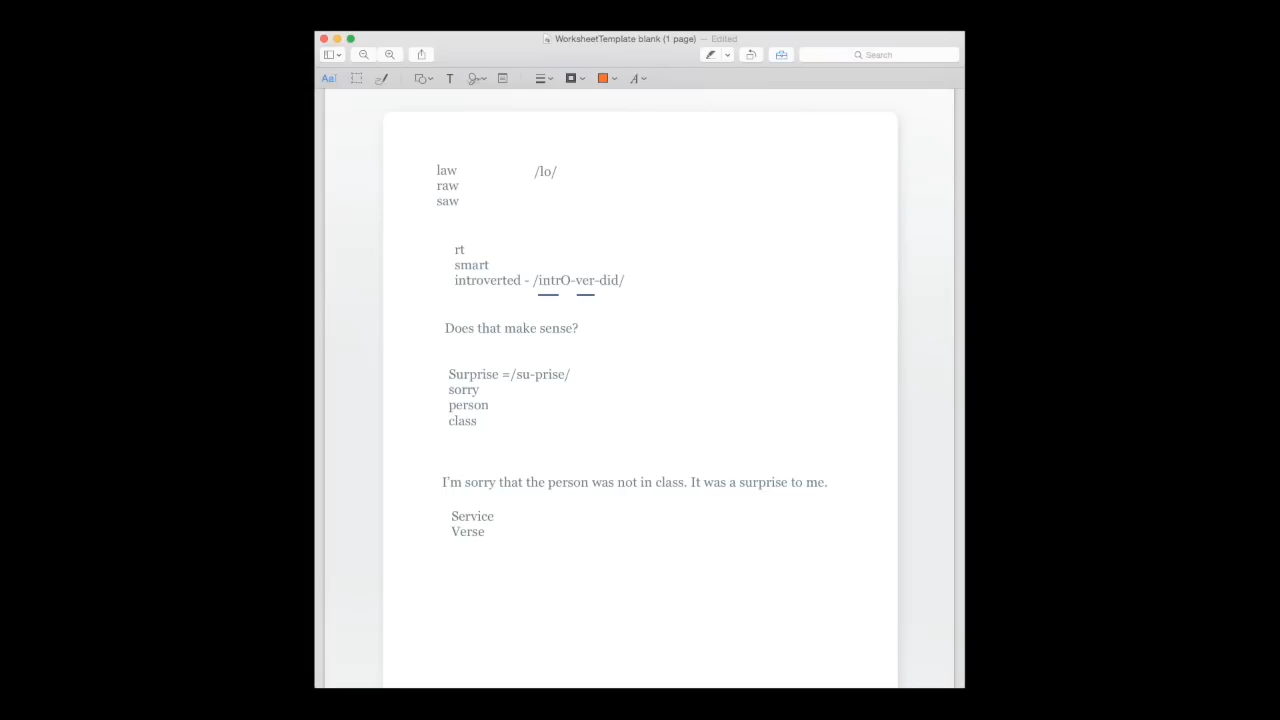 WorksheetTemplate blank (1 page) — Edited
Search
Aa
T
A
law /lo/
raw
saw
rt
smart
introverted - /intrO-ver-did/
Does that make sense?
Surprise =/su-prise/
sorry
person
class
I'm sorry that the person was not in class. It was a surprise to me.
Service
Verse